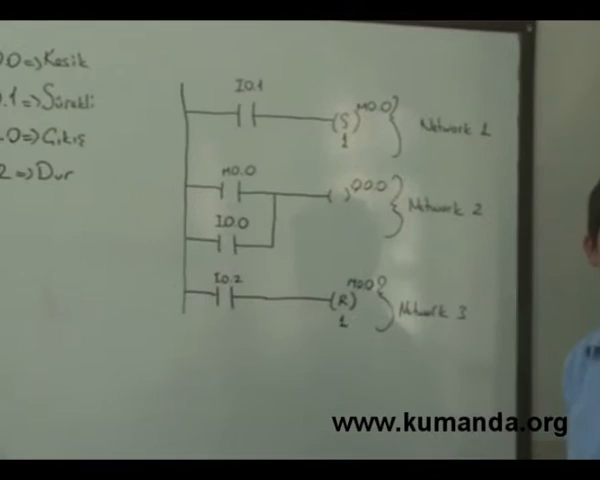 0.0 => Kesik
0.1 => Sürekli
.0 => Çıkış
2 => Dur
I0.1
(S) M0.0
1
Network 1
M0.0
( ) Q0.0
Network 2
I0.0
I0.2
(R) M0.0
1
Network 3
www.kumanda.org